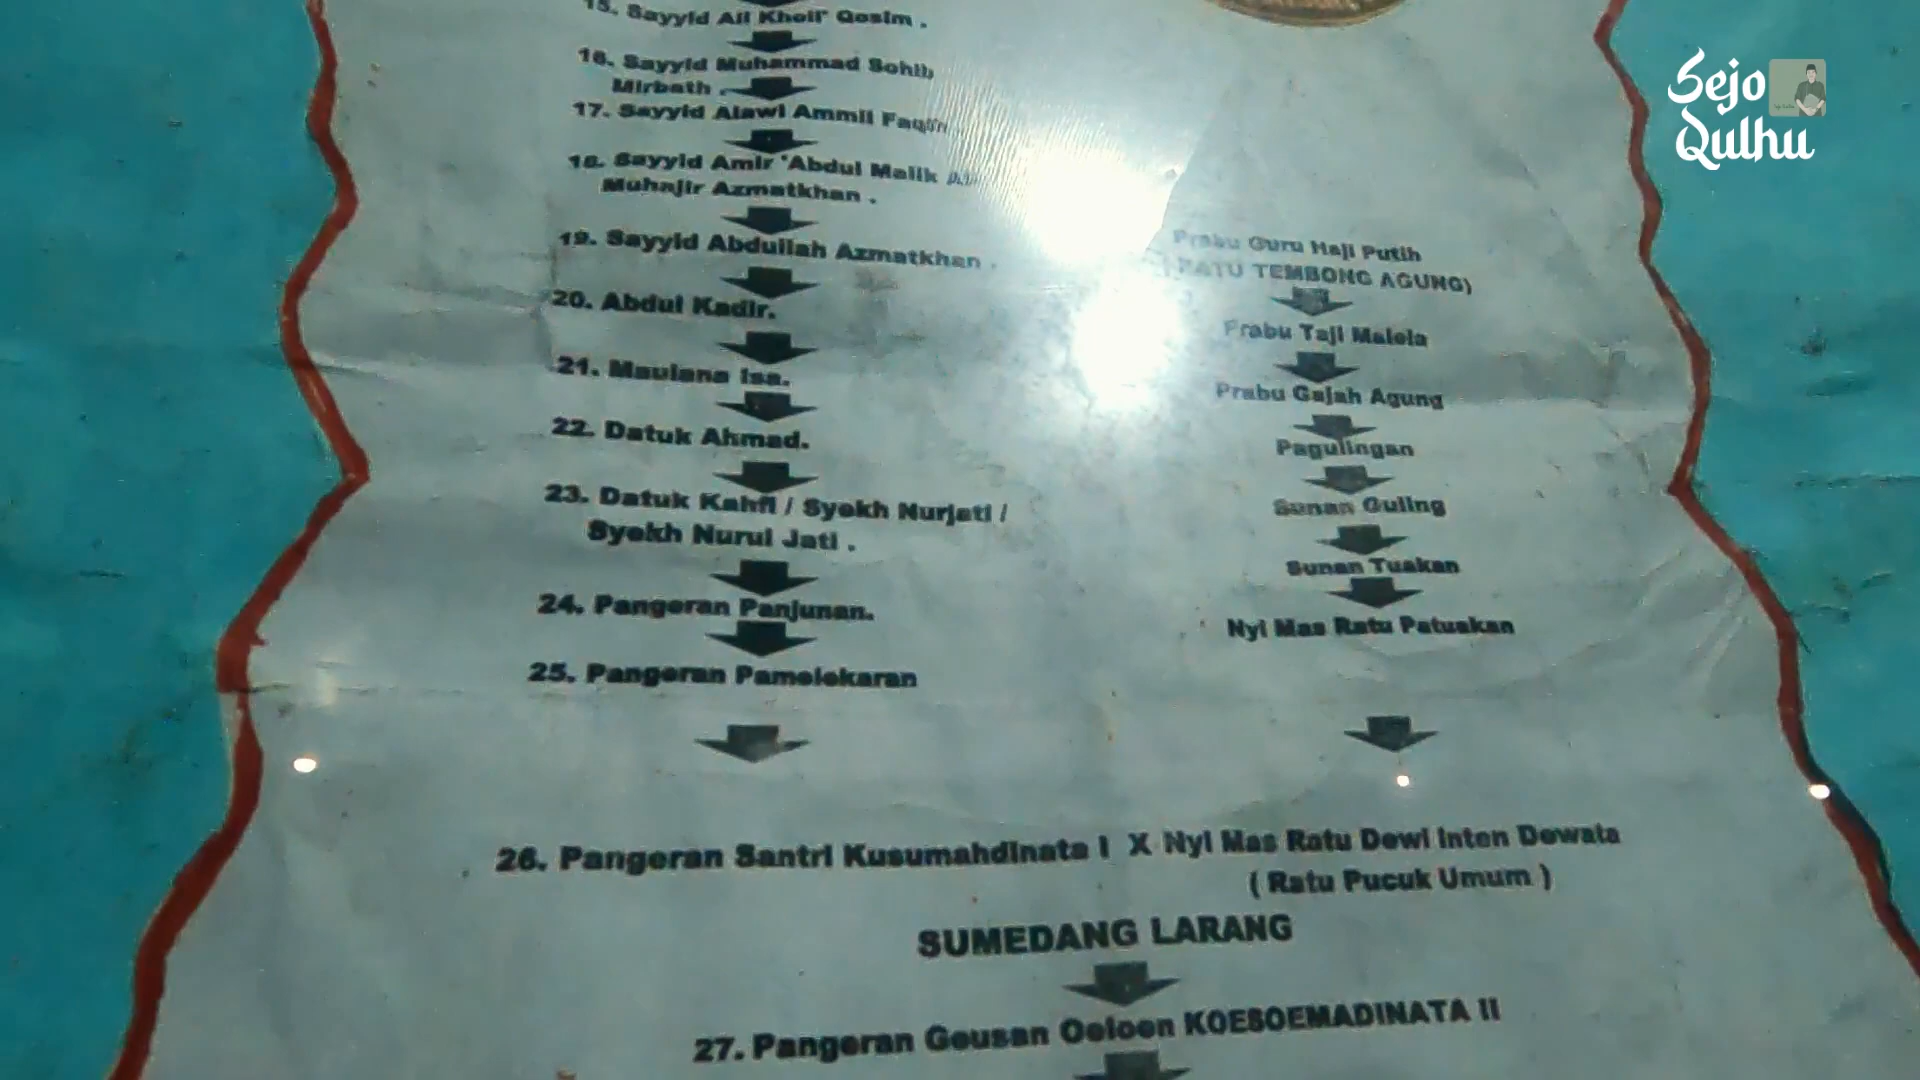 15. Sayyid Ali Kholi' Qosim .
16. Sayyid Muhammad Sohib
Mirbath .
17. Sayyid Alawi Ammil Faqih
18. Sayyid Amir 'Abdul Malik Al
Muhajir Azmatkhan .
19. Sayyid Abdullah Azmatkhan .
20. Abdul Kadir.
21. Maulana Isa.
22. Datuk Ahmad.
23. Datuk Kahfi / Syekh Nurjati /
Syekh Nurul Jati .
24. Pangeran Panjunan.
25. Pangeran Pamelekaran
Prabu Guru Haji Putih
RATU TEMBONG AGUNG)
Prabu Taji Malela
Prabu Gajah Agung
Pagulingan
Sunan Guling
Sunan Tuakan
Nyi Mas Ratu Patuakan
26. Pangeran Santri Kusumahdinata I X Nyi Mas Ratu Dewi Inten Dewata
( Ratu Pucuk Umum )
SUMEDANG LARANG
27. Pangeran Geusan Oeloen KOESOEMADINATA II
Sejo
Qulhu